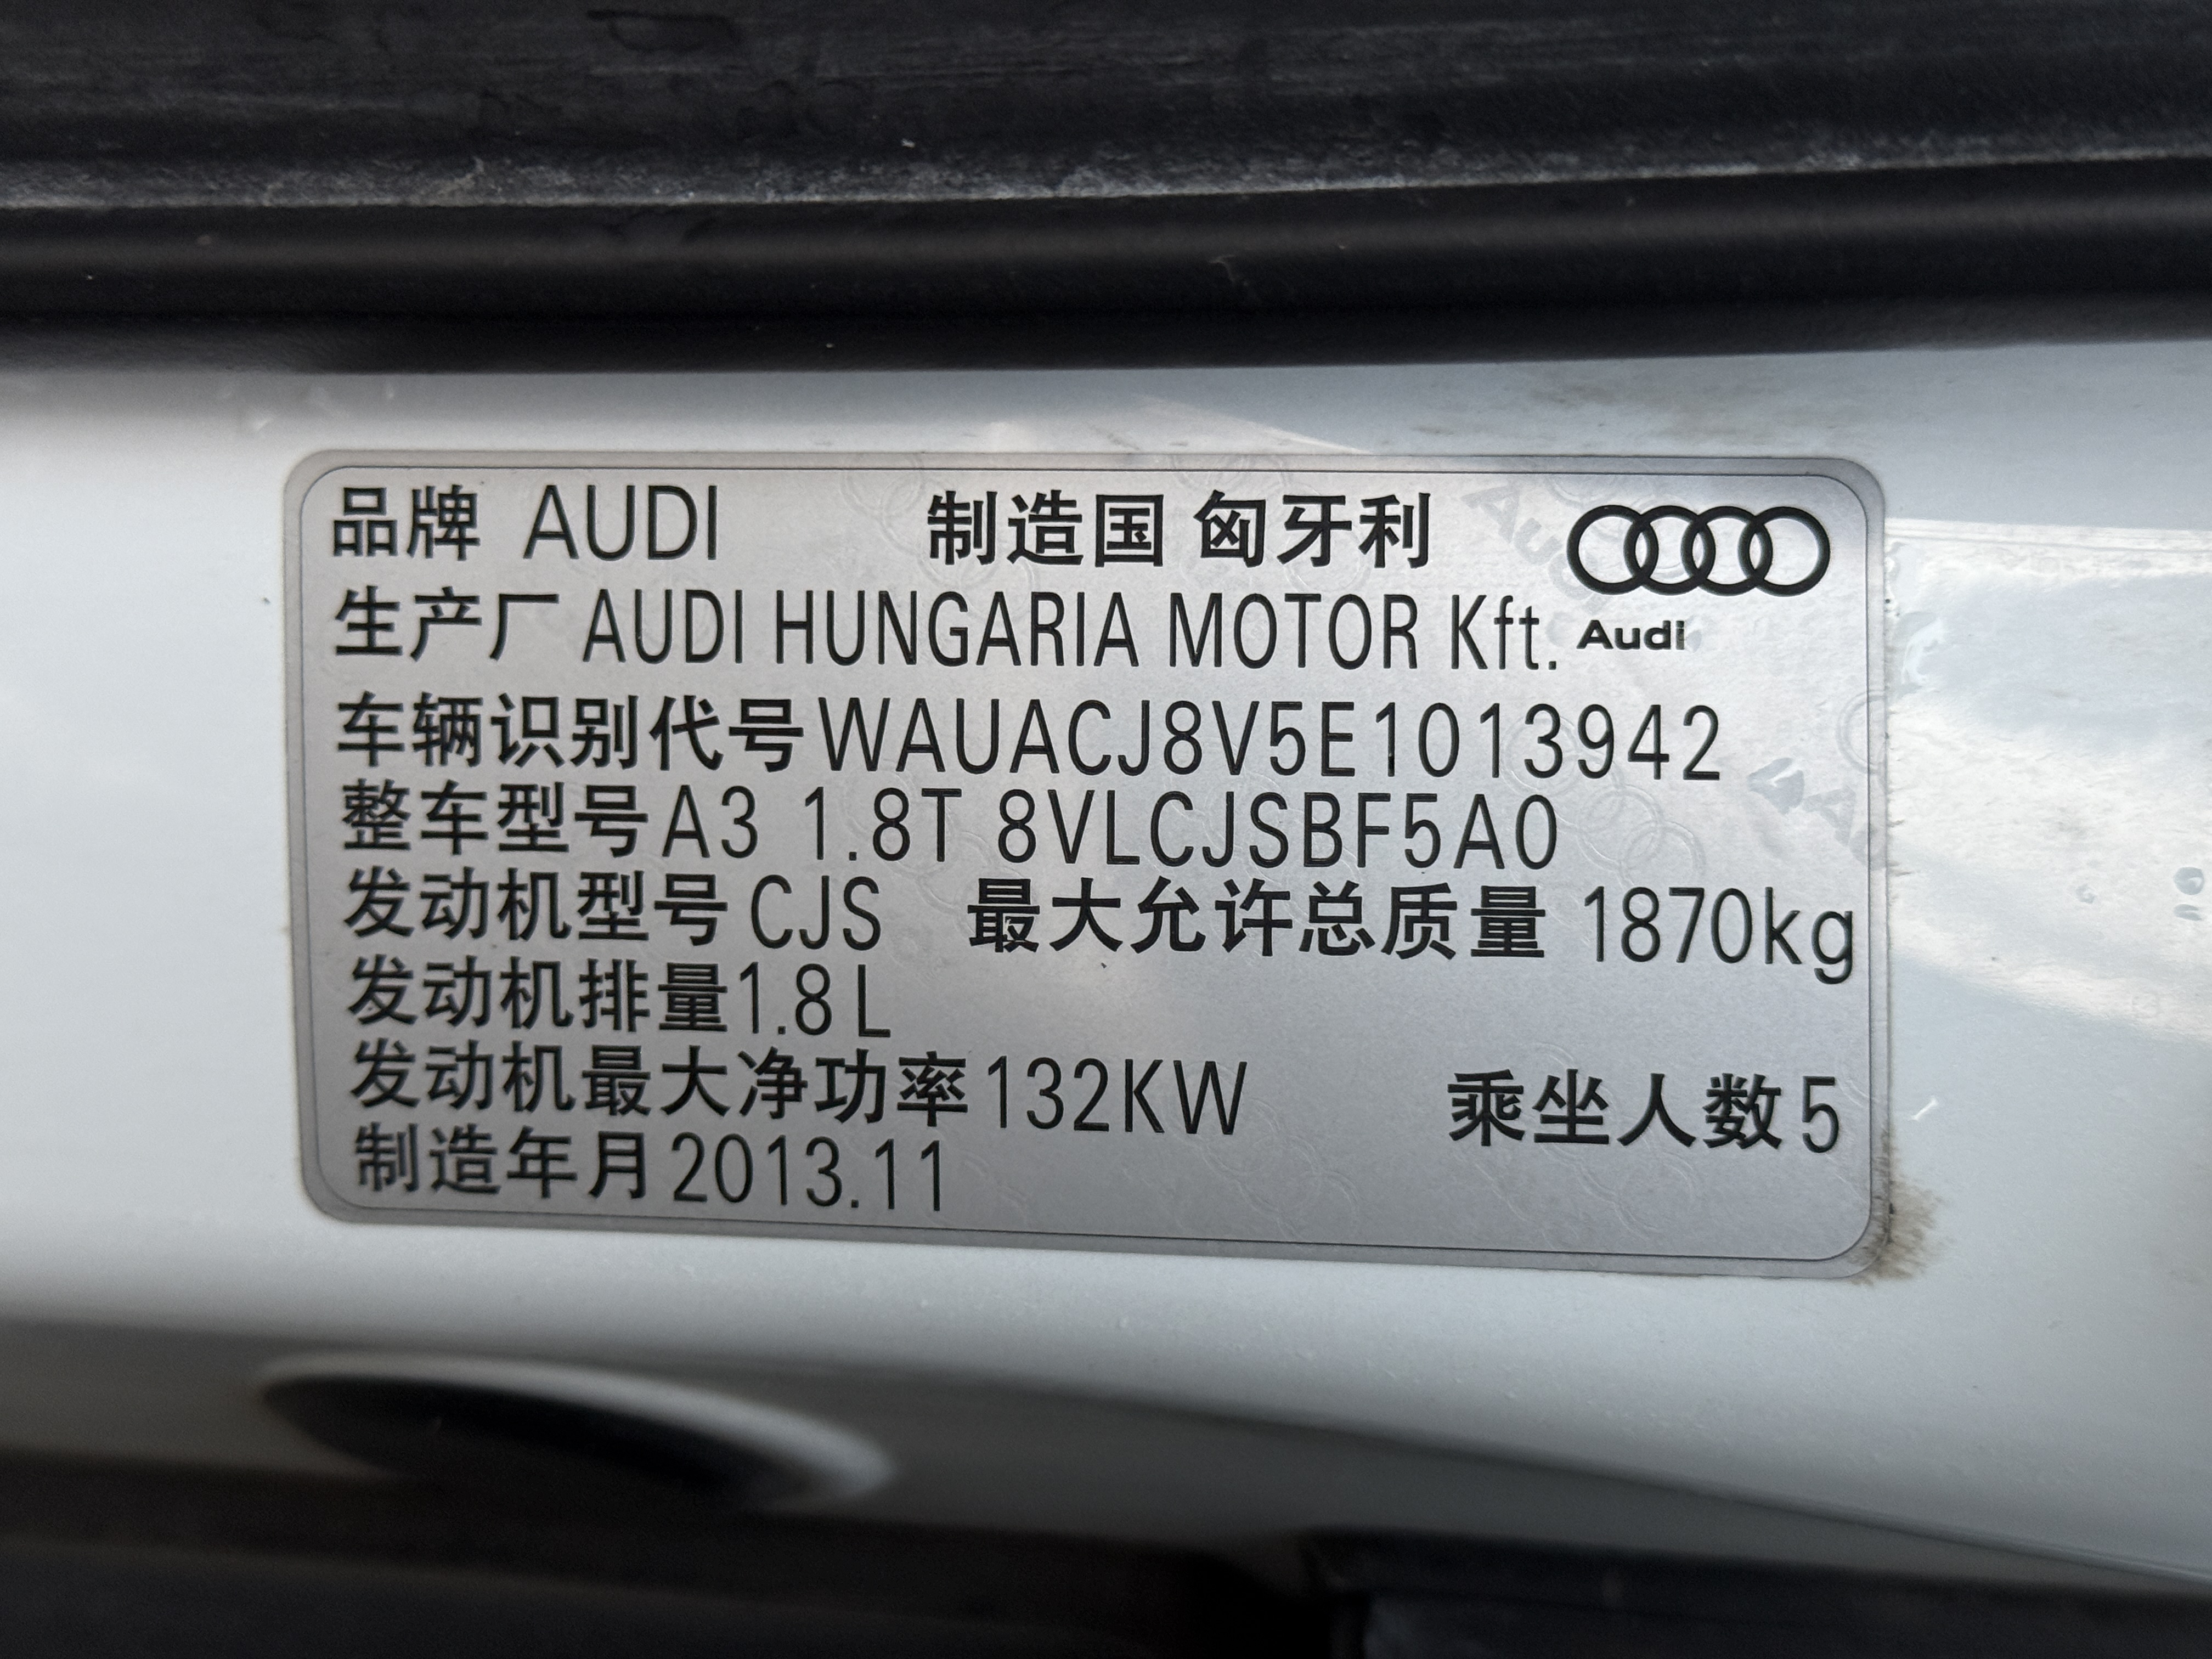 品牌 AUDI 制造国 匈牙利
生产厂 AUDI HUNGARIA MOTOR Kft. Audi
车辆识别代号WAUACJ8V5E1013942
整车型号A3 1.8T 8VLCJSBF5A0
发动机型号CJS 最大允许总质量 1870kg
发动机排量1.8L
发动机最大净功率132KW 乘坐人数5
制造年月2013.11